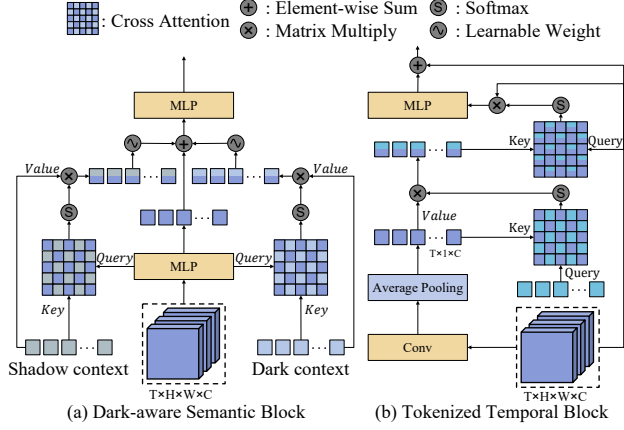 : Cross Attention
: Element-wise Sum
: Matrix Multiply
S : Softmax
: Learnable Weight
MLP
Value
Value
S
S
Query
MLP
Query
Key
Key
Shadow context
Dark context
T×H×W×C
(a) Dark-aware Semantic Block
MLP
S
Key
Query
S
Value
T×1×C
Key
Query
Average Pooling
Conv
T×H×W×C
(b) Tokenized Temporal Block